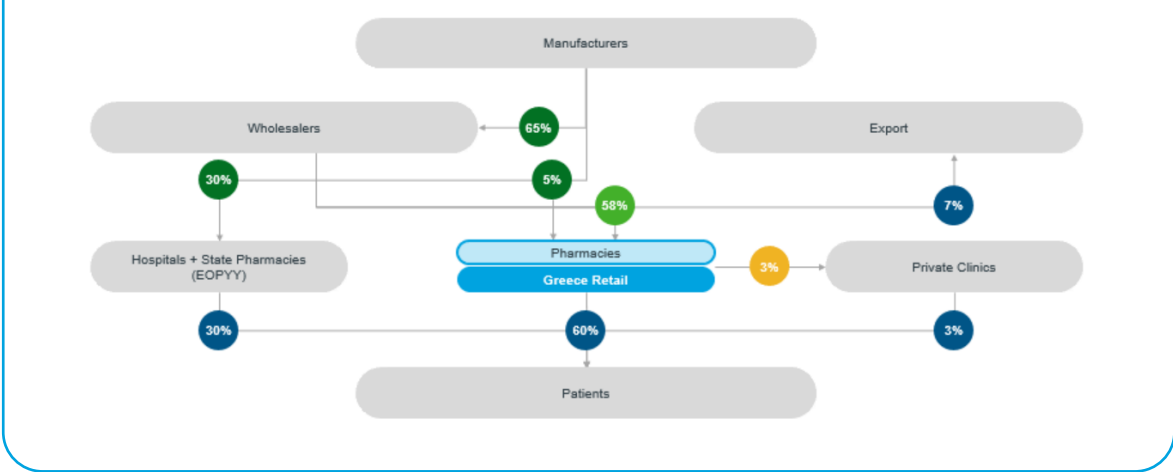 Manufacturers
Wholesalers
65%
Export
30%
5%
58%
7%
Hospitals + State Pharmacies
(EOPYY)
Pharmacies
Greece Retail
3%
Private Clinics
30%
60%
3%
Patients